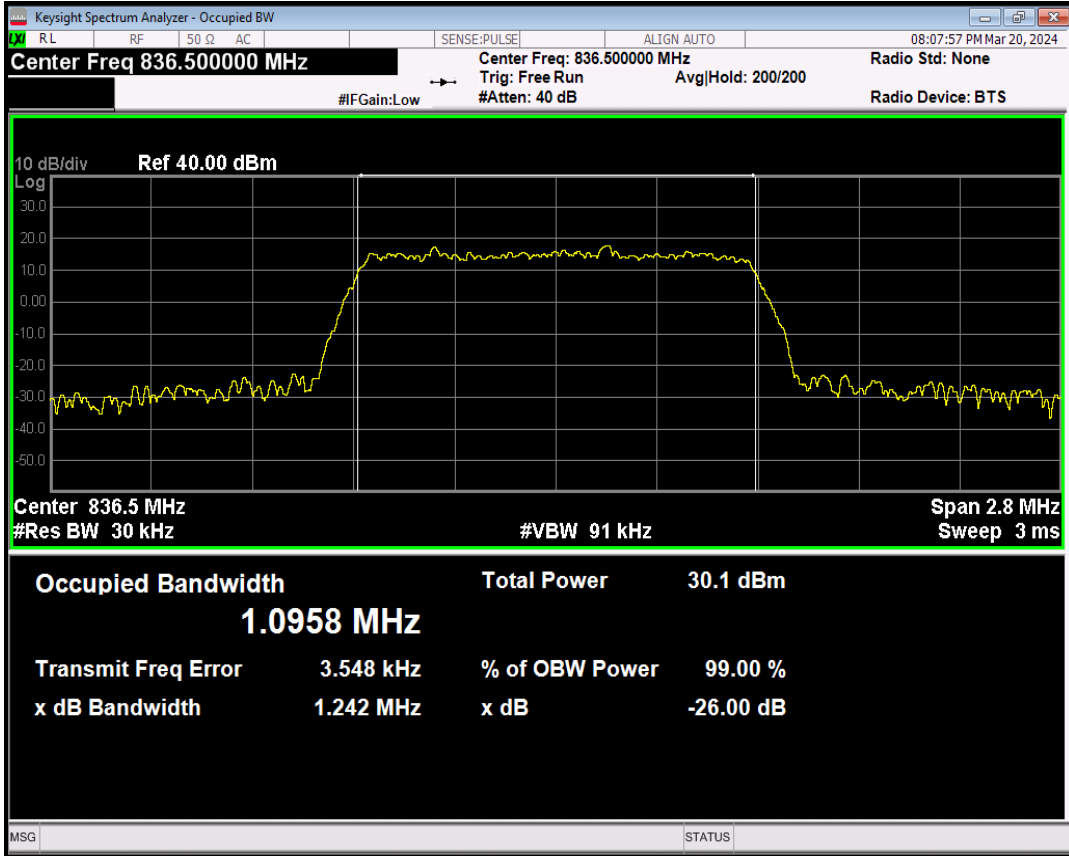 Keysight Spectrum Analyzer - Occupied BW
LXI RL RF 50 Ω AC SENSE:PULSE ALIGN AUTO 08:07:57 PM Mar 20, 2024
Center Freq 836.500000 MHz
Center Freq: 836.500000 MHz
Radio Std: None
Trig: Free Run Avg|Hold: 200/200
#IFGain:Low #Atten: 40 dB Radio Device: BTS
10 dB/div Ref 40.00 dBm
Log
30.0
20.0
10.0
0.00
-10.0
-20.0
-30.0
-40.0
-50.0
Center 836.5 MHz Span 2.8 MHz
#Res BW 30 kHz #VBW 91 kHz Sweep 3 ms
Occupied Bandwidth Total Power 30.1 dBm
1.0958 MHz
Transmit Freq Error 3.548 kHz % of OBW Power 99.00 %
x dB Bandwidth 1.242 MHz x dB -26.00 dB
MSG STATUS